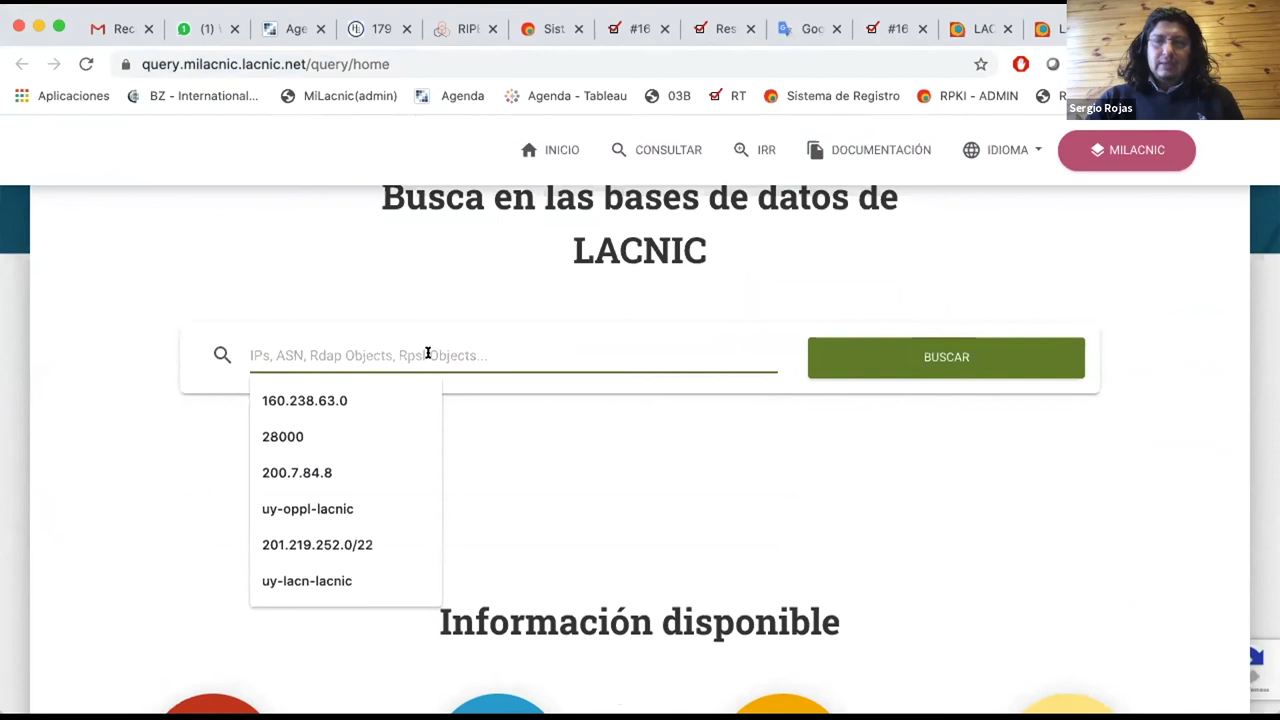 Rec
(1)
Age
179
RIPI
Sist
#16
Res
Goo
#16
LAC
query.milacnic.lacnic.net/query/home
Aplicaciones
BZ - International...
MiLacnic(admin)
Agenda
Agenda - Tableau
03B
RT
Sistema de Registro
RPKI - ADMIN
Sergio Rojas
INICIO
CONSULTAR
IRR
DOCUMENTACIÓN
IDIOMA
MILACNIC
Busca en las bases de datos de
LACNIC
IPs, ASN, Rdap Objects, Rpsl Objects...
BUSCAR
160.238.63.0
28000
200.7.84.8
uy-oppl-lacnic
201.219.252.0/22
uy-lacn-lacnic
Información disponible